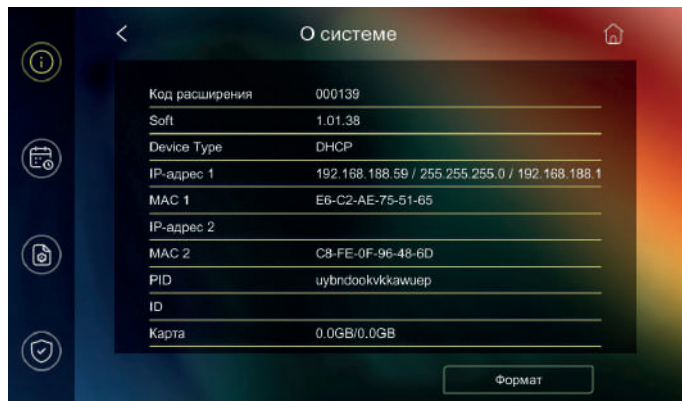 О системе
Код расширения 000139
Soft 1.01.38
Device Type DHCP
IP-адрес 1 192.168.188.59 / 255.255.255.0 / 192.168.188.1
MAC 1 E6-C2-AE-75-51-65
IP-адрес 2
MAC 2 C8-FE-0F-96-48-6D
PID uybndookvkkawuep
ID
Карта 0.0GB/0.0GB
Формат